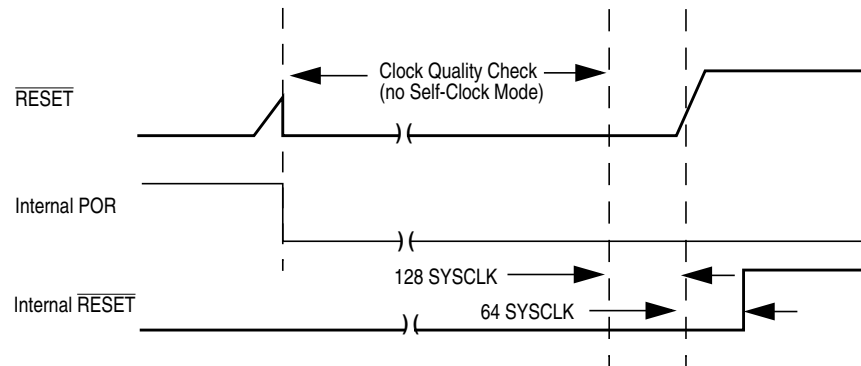 Clock Quality Check
(no Self-Clock Mode)
RESET
Internal POR
128 SYSCLK
Internal RESET
64 SYSCLK